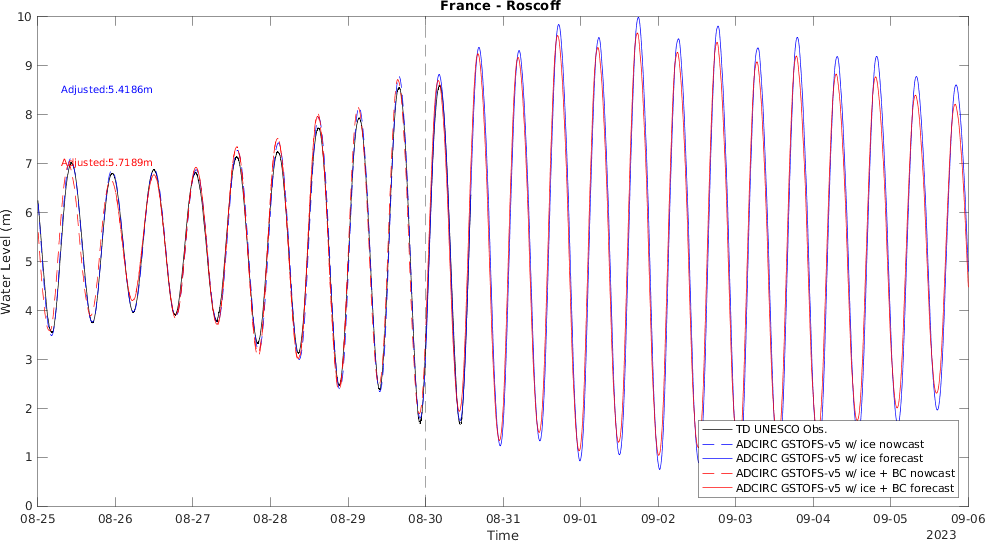 France - Roscoff
Water Level (m)
10
9
8
7
6
5
4
3
2
1
0
Adjusted:5.4186m
Adjusted:5.7189m
TD UNESCO Obs.
ADCIRC GSTOFS-v5 w/ ice nowcast
ADCIRC GSTOFS-v5 w/ ice forecast
ADCIRC GSTOFS-v5 w/ ice + BC nowcast
ADCIRC GSTOFS-v5 w/ ice + BC forecast
08-25 08-26 08-27 08-28 08-29 08-30 08-31 09-01 09-02 09-03 09-04 09-05 09-06
Time
2023